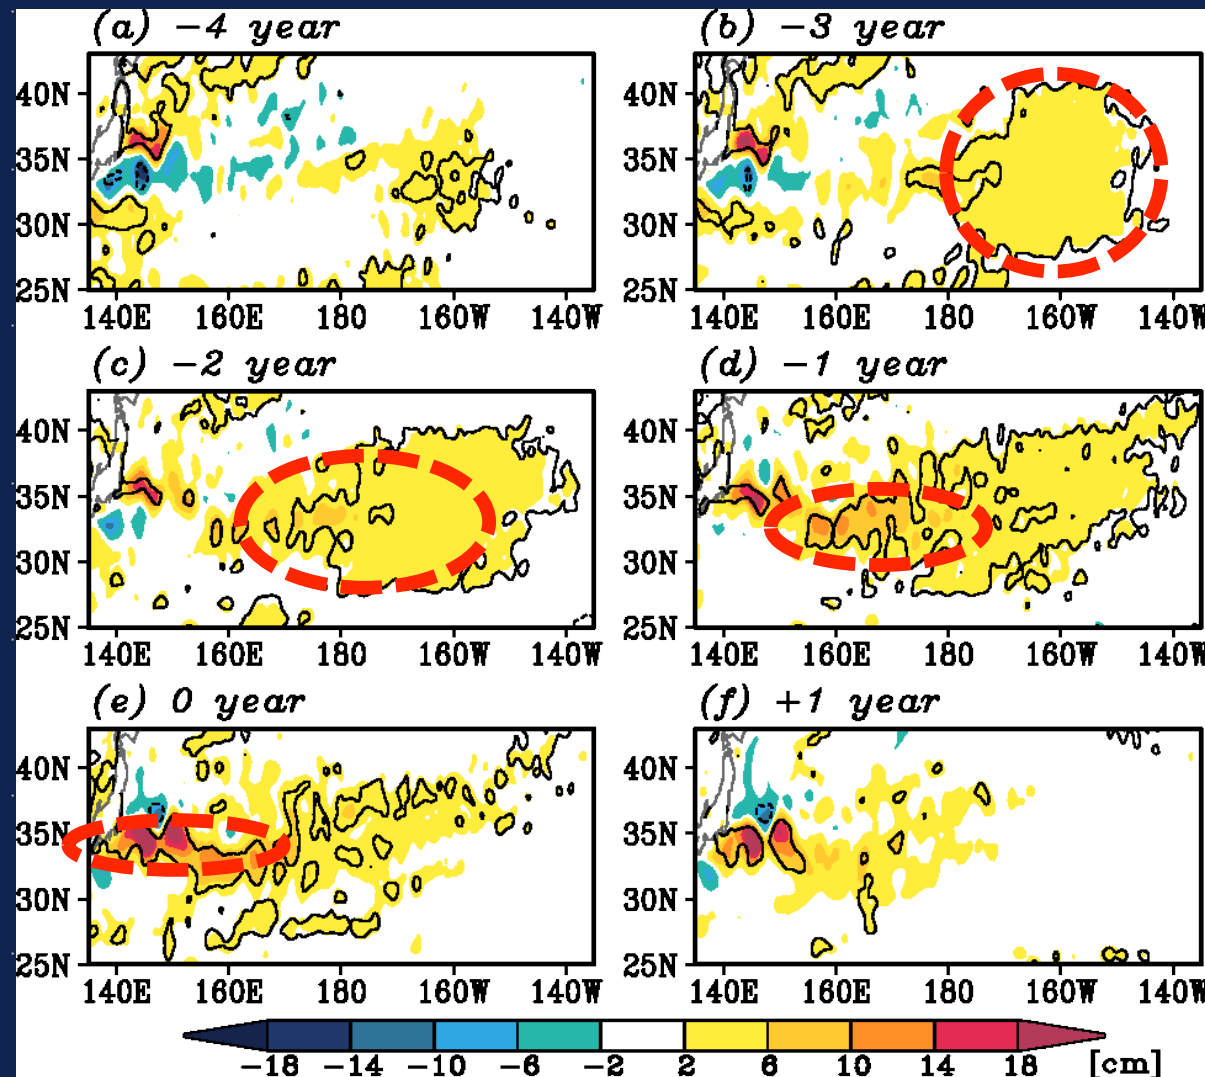 (a) -4 year
(b) -3 year
40N
35N
30N
25N
140E 160E 180 160W 140W
40N
35N
30N
25N
140E 160E 180 160W 140W
(c) -2 year
(d) -1 year
40N
35N
30N
25N
140E 160E 180 160W 140W
40N
35N
30N
25N
140E 160E 180 160W 140W
(e) 0 year
(f) +1 year
40N
35N
30N
25N
140E 160E 180 160W 140W
40N
35N
30N
25N
140E 160E 180 160W 140W
-18 -14 -10 -6 -2 2 6 10 14 18 [cm]